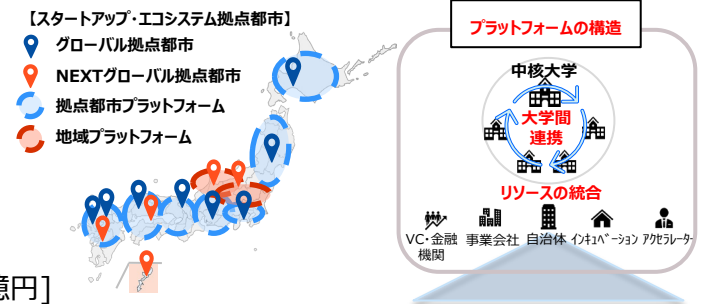 【スタートアップ・エコシステム拠点都市】
グローバル拠点都市
NEXTグローバル拠点都市
拠点都市プラットフォーム
地域プラットフォーム
億円]
プラットフォームの構造
中核大学
大学間
連携
リソースの統合
VC・金融
機関
事業会社
自治体
ｲﾝｷｭﾍﾞｰｼｮﾝ
ｱｸｾﾗﾚｰﾀｰ